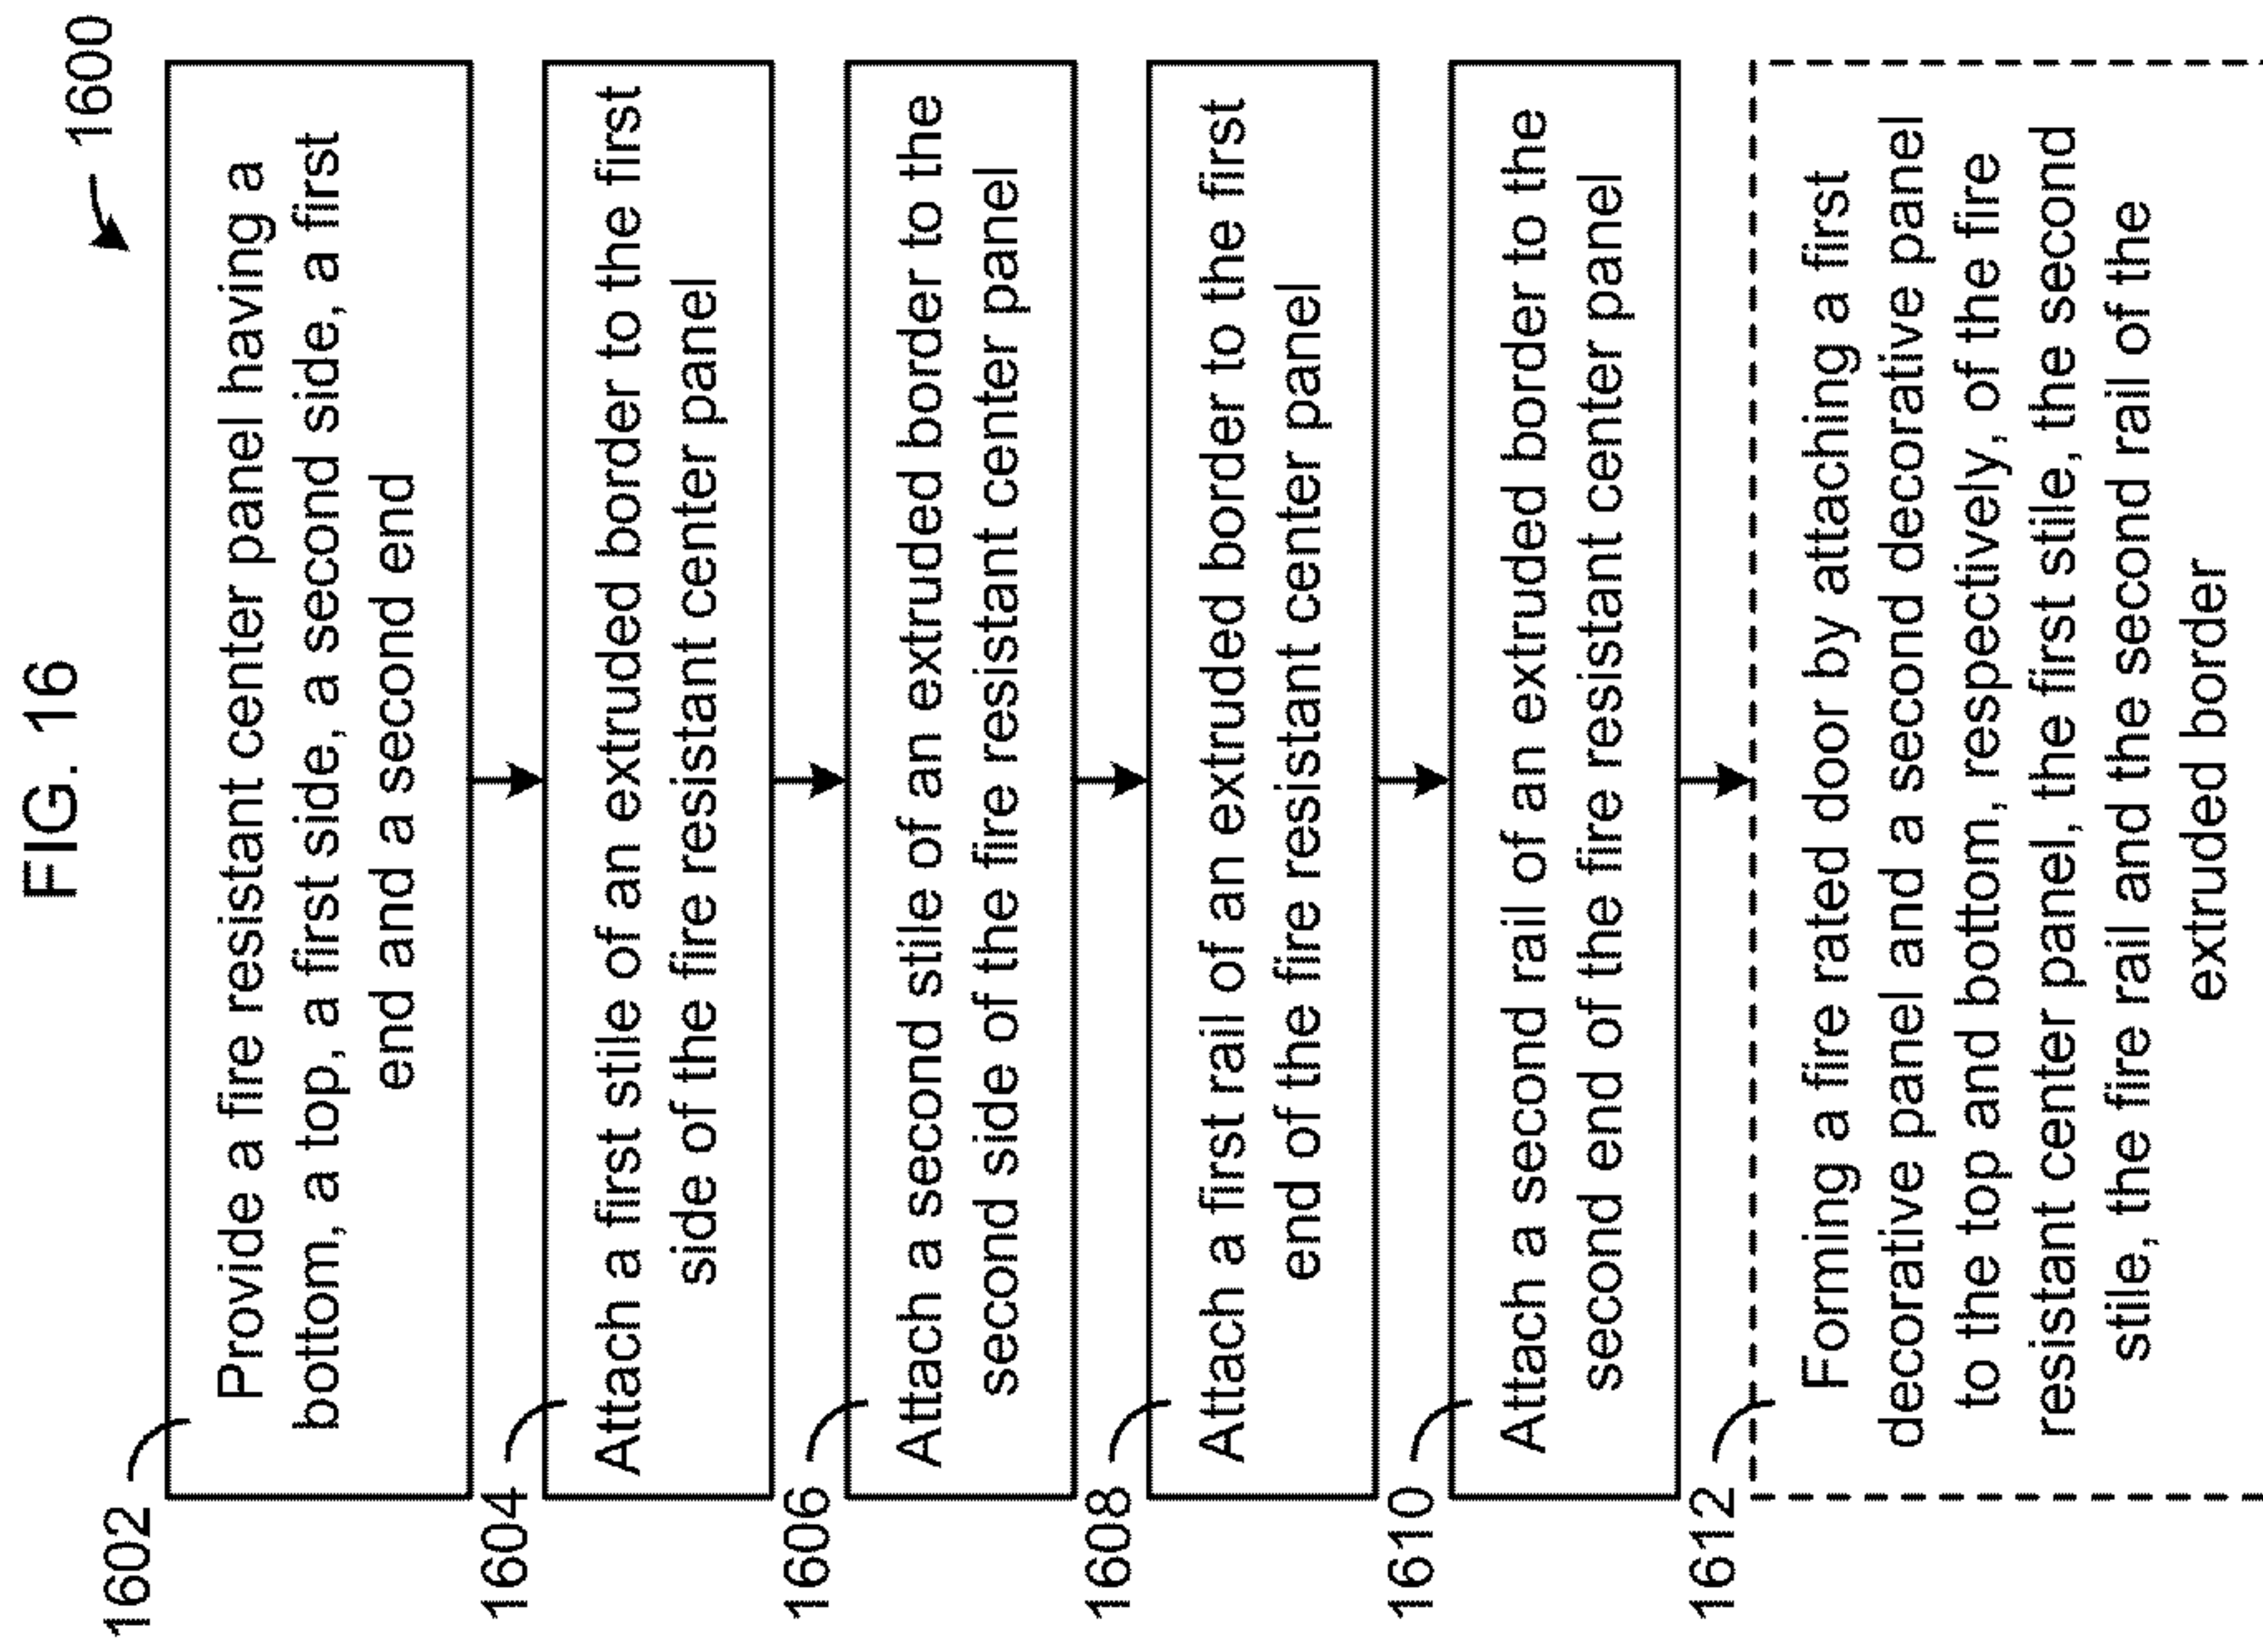 FIG. 16
1600
1602
Provide a fire resistant center panel having a
bottom, a top, a first side, a second side, a first
end and a second end
1604
Attach a first stile of an extruded border to the first
side of the fire resistant center panel
1606
Attach a second stile of an extruded border to the
second side of the fire resistant center panel
1608
Attach a first rail of an extruded border to the first
end of the fire resistant center panel
1610
Attach a second rail of an extruded border to the
second end of the fire resistant center panel
1612
Forming a fire rated door by attaching a first
decorative panel and a second decorative panel
to the top and bottom, respectively, of the fire
resistant center panel, the first stile, the second
stile, the fire rail and the second rail of the
extruded border